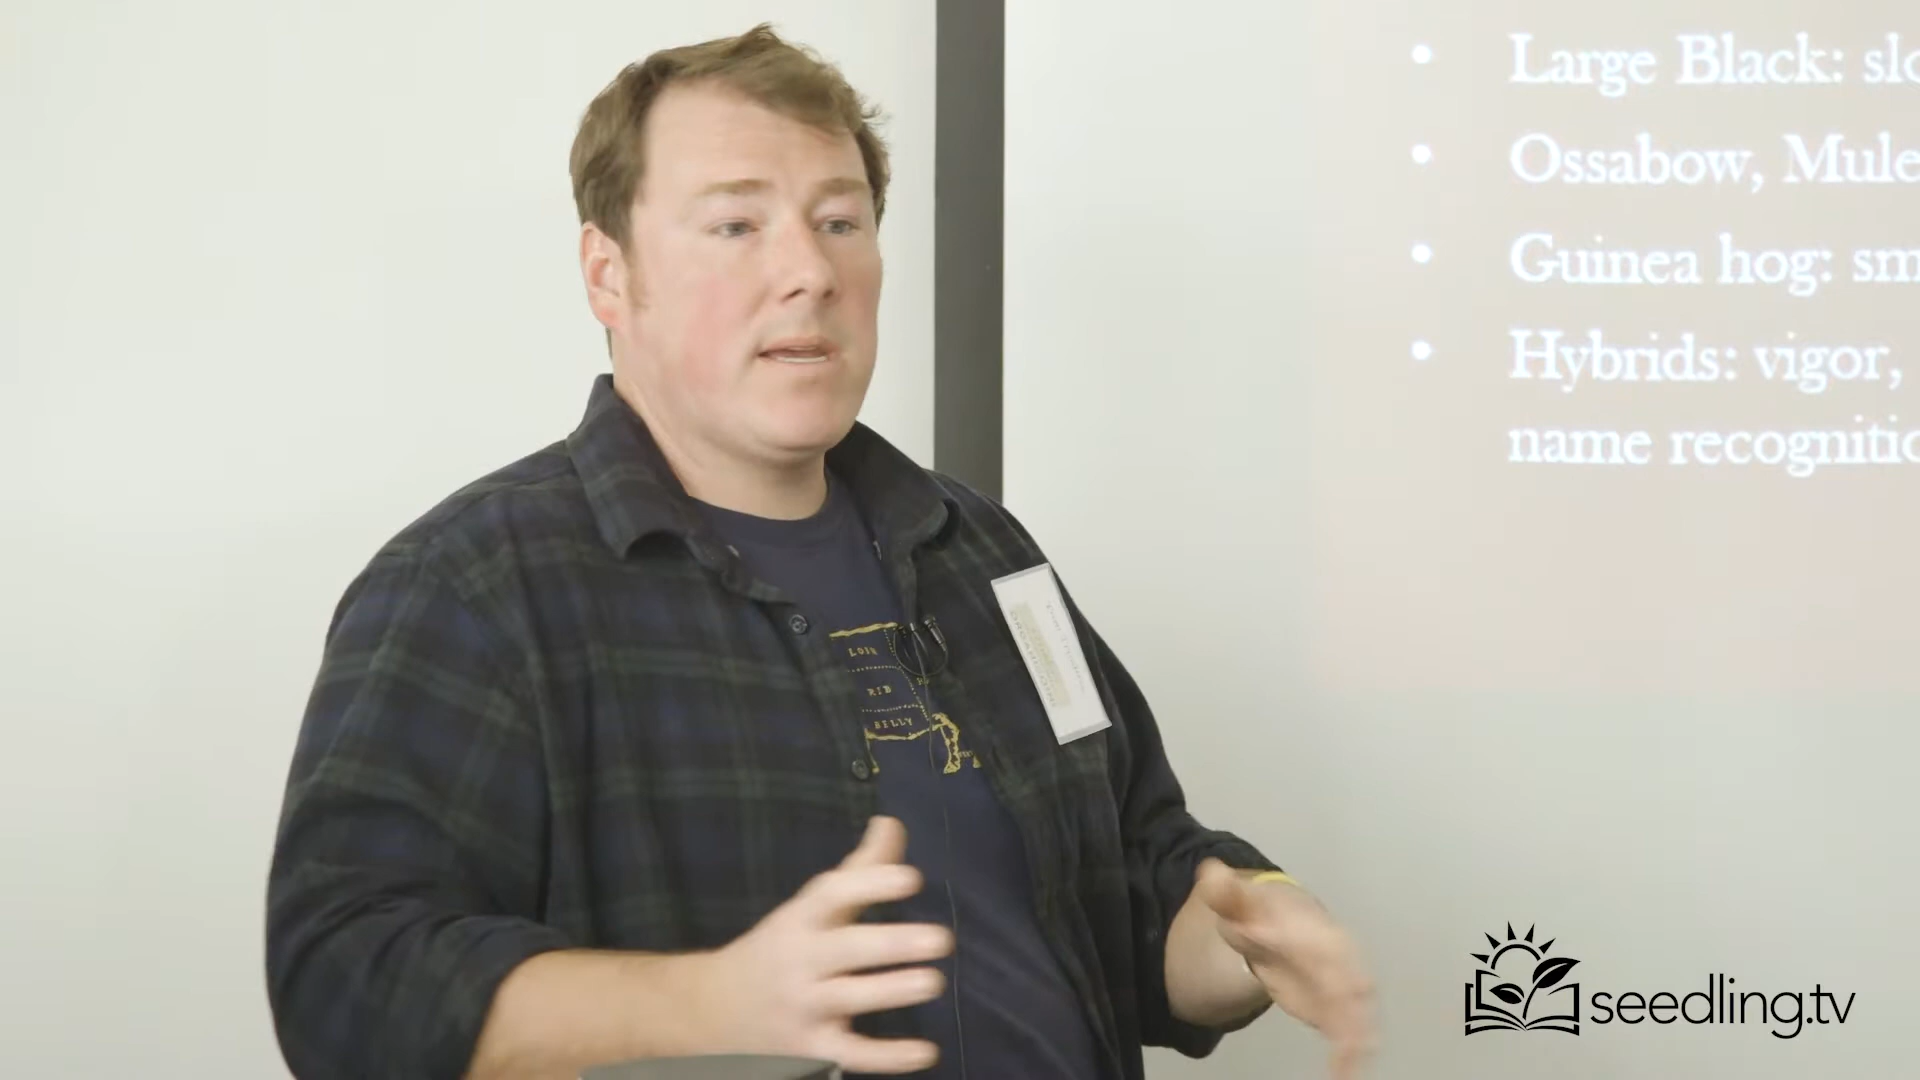 Large Black: slo
Ossabow, Mule
Guinea hog: sm
Hybrids: vigor,
name recognitio
LOIN
RIB
BELLY
seedling.tv